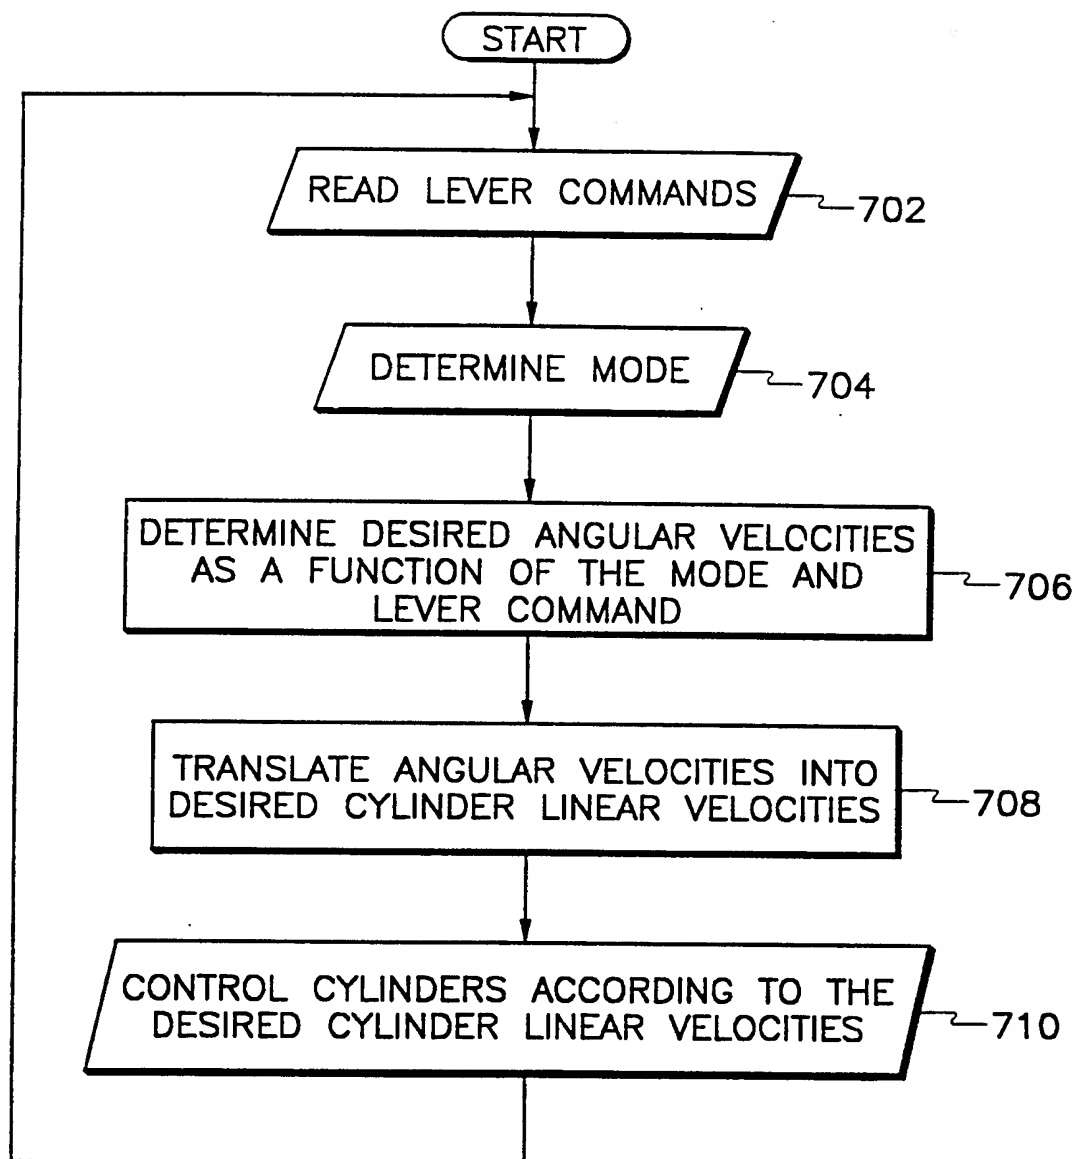 START
READ LEVER COMMANDS
702
DETERMINE MODE
704
DETERMINE DESIRED ANGULAR VELOCITIES
AS A FUNCTION OF THE MODE AND
LEVER COMMAND
706
TRANSLATE ANGULAR VELOCITIES INTO
DESIRED CYLINDER LINEAR VELOCITIES
708
CONTROL CYLINDERS ACCORDING TO THE
DESIRED CYLINDER LINEAR VELOCITIES
710